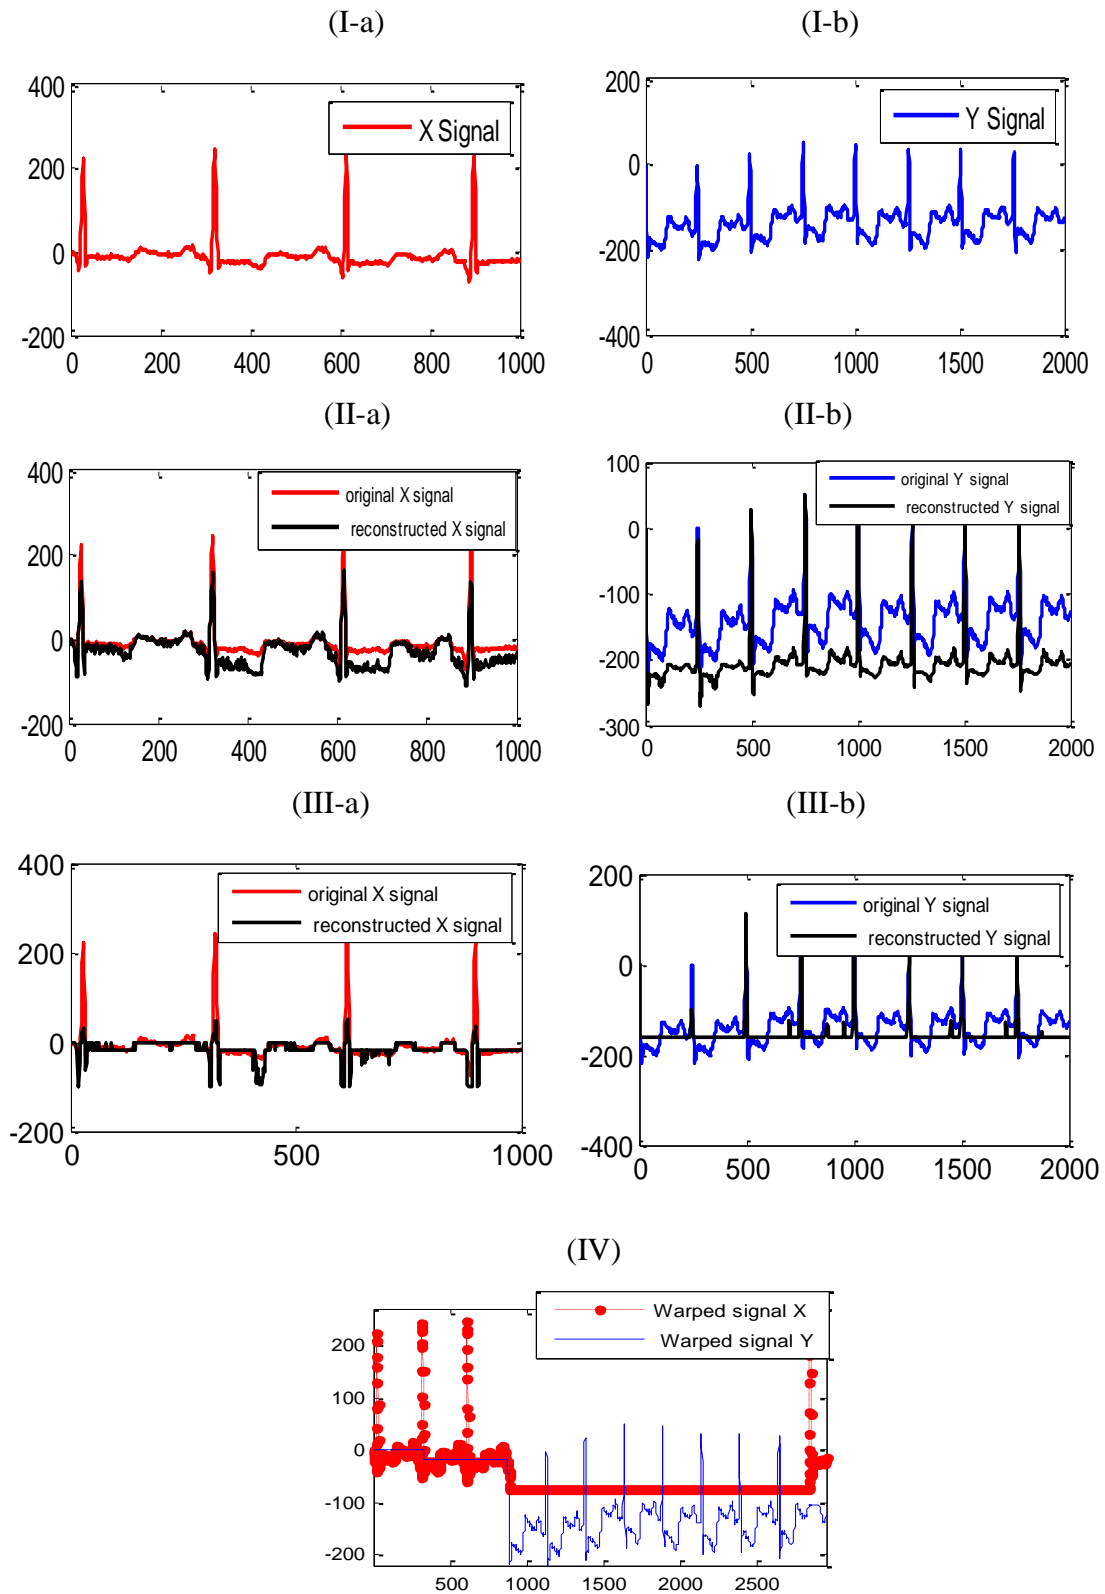 (I-a)
(I-b)
400
200
0
-200
X Signal
0 200 400 600 800 1000
200
0
-200
-400
Y Signal
0 500 1000 1500 2000
(II-a)
(II-b)
400
200
0
-200
original X signal
reconstructed X signal
0 200 400 600 800 1000
100
0
-100
-200
-300
original Y signal
reconstructed Y signal
0 500 1000 1500 2000
(III-a)
(III-b)
400
200
0
-200
original X signal
reconstructed X signal
0 500 1000
200
0
-200
-400
original Y signal
reconstructed Y signal
0 500 1000 1500 2000
(IV)
200
100
0
-100
-200
Warped signal X
Warped signal Y
500 1000 1500 2000 2500